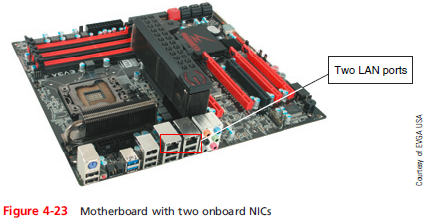 Two LAN ports
Courtesy of EVGA USA
Figure 4-23 Motherboard with two onboard NICs